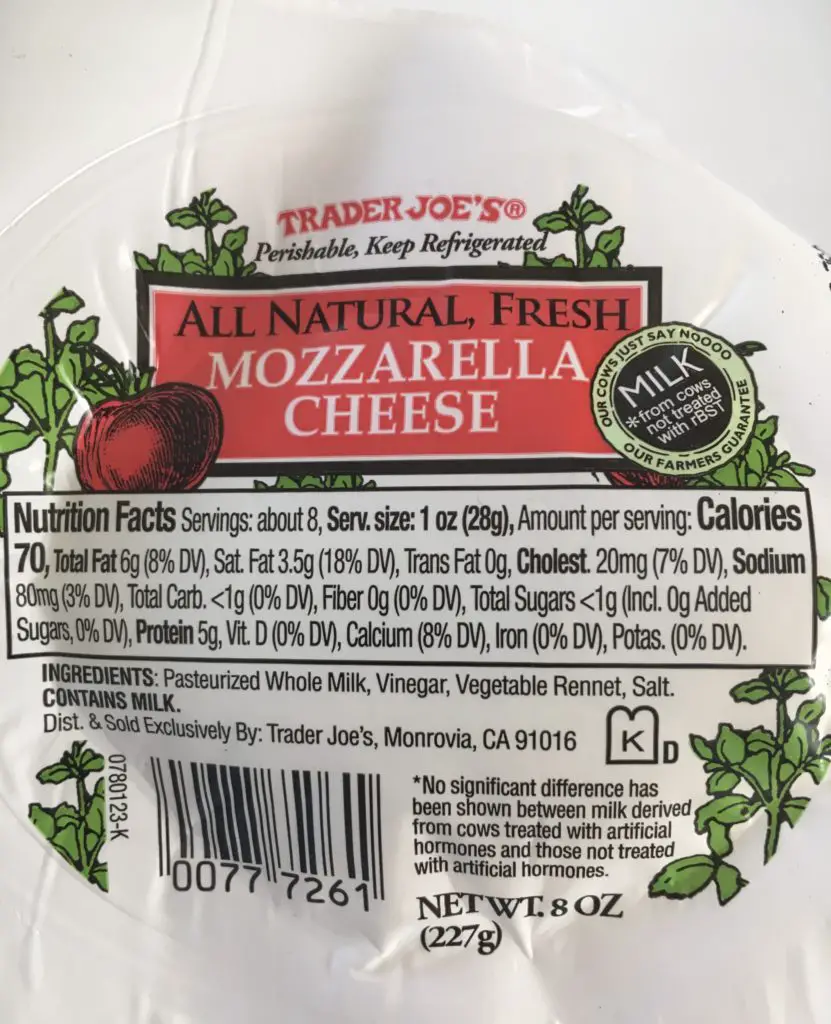 TRADER JOE'S®
Perishable, Keep Refrigerated
ALL NATURAL, FRESH
MOZZARELLA
CHEESE
OUR COWS JUST SAY NOOOO
MILK
*from cows
not treated
with rBST
OUR FARMERS GUARANTEE
Nutrition Facts Servings: about 8, Serv. size: 1 oz (28g), Amount per serving: Calories
70, Total Fat 6g (8% DV), Sat. Fat 3.5g (18% DV), Trans Fat 0g, Cholest. 20mg (7% DV), Sodium
80mg (3% DV), Total Carb. <1g (0% DV), Fiber 0g (0% DV), Total Sugars <1g (Incl. 0g Added
Sugars, 0% DV), Protein 5g, Vit. D (0% DV), Calcium (8% DV), Iron (0% DV), Potas. (0% DV).
INGREDIENTS: Pasteurized Whole Milk, Vinegar, Vegetable Rennet, Salt.
CONTAINS MILK.
Dist. & Sold Exclusively By: Trader Joe's, Monrovia, CA 91016
K D
0780123-K
0077 7261
*No significant difference has
been shown between milk derived
from cows treated with artificial
hormones and those not treated
with artificial hormones.
NET WT. 8 OZ
(227g)